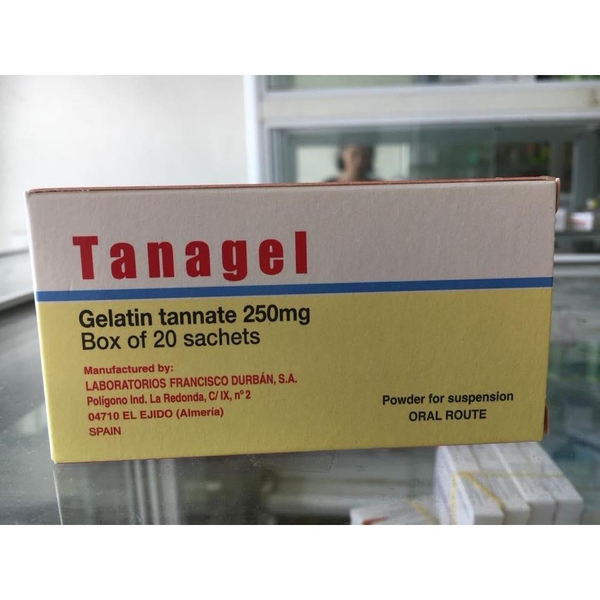 Tanagel
Gelatin tannate 250mg
Box of 20 sachets
Manufactured by:
LABORATORIOS FRANCISCO DURBÁN, S.A.
Polígono Ind. La Redonda, C/ IX, nº 2
04710 EL EJIDO (Almería)
SPAIN
Powder for suspension
ORAL ROUTE